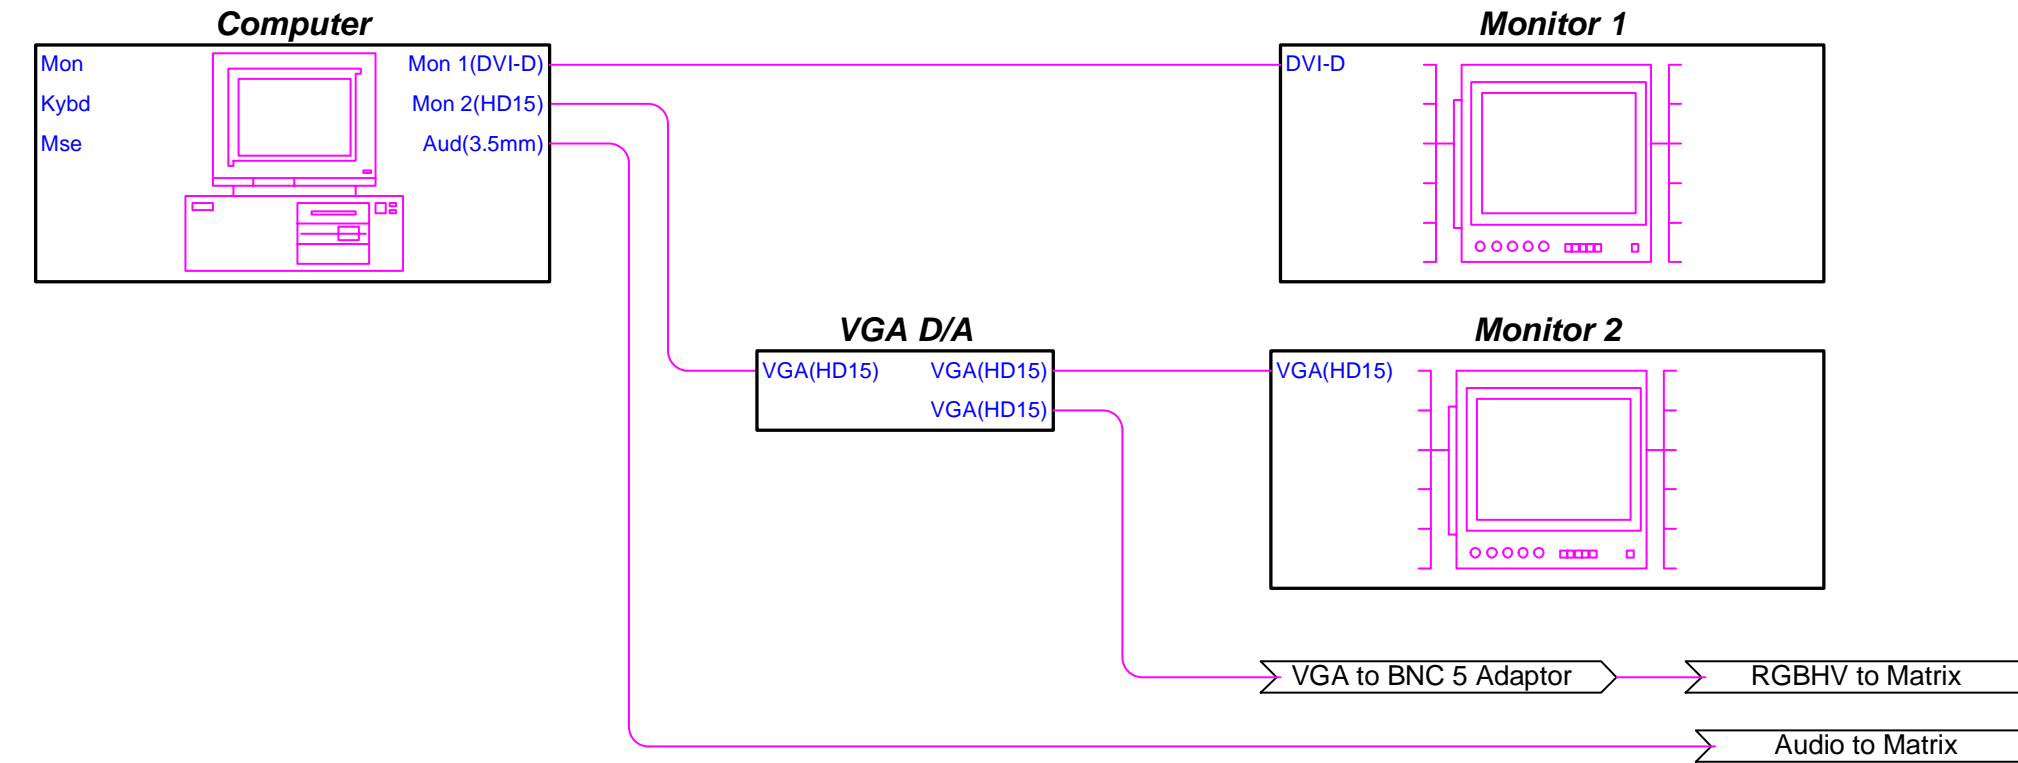 Computer
Monitor 1
Mon
Mon 1(DVI-D)
DVI-D
Kybd
Mon 2(HD15)
Mse
Aud(3.5mm)
VGA D/A
Monitor 2
VGA(HD15)
VGA(HD15)
VGA(HD15)
VGA(HD15)
VGA to BNC 5 Adaptor
RGBHV to Matrix
Audio to Matrix